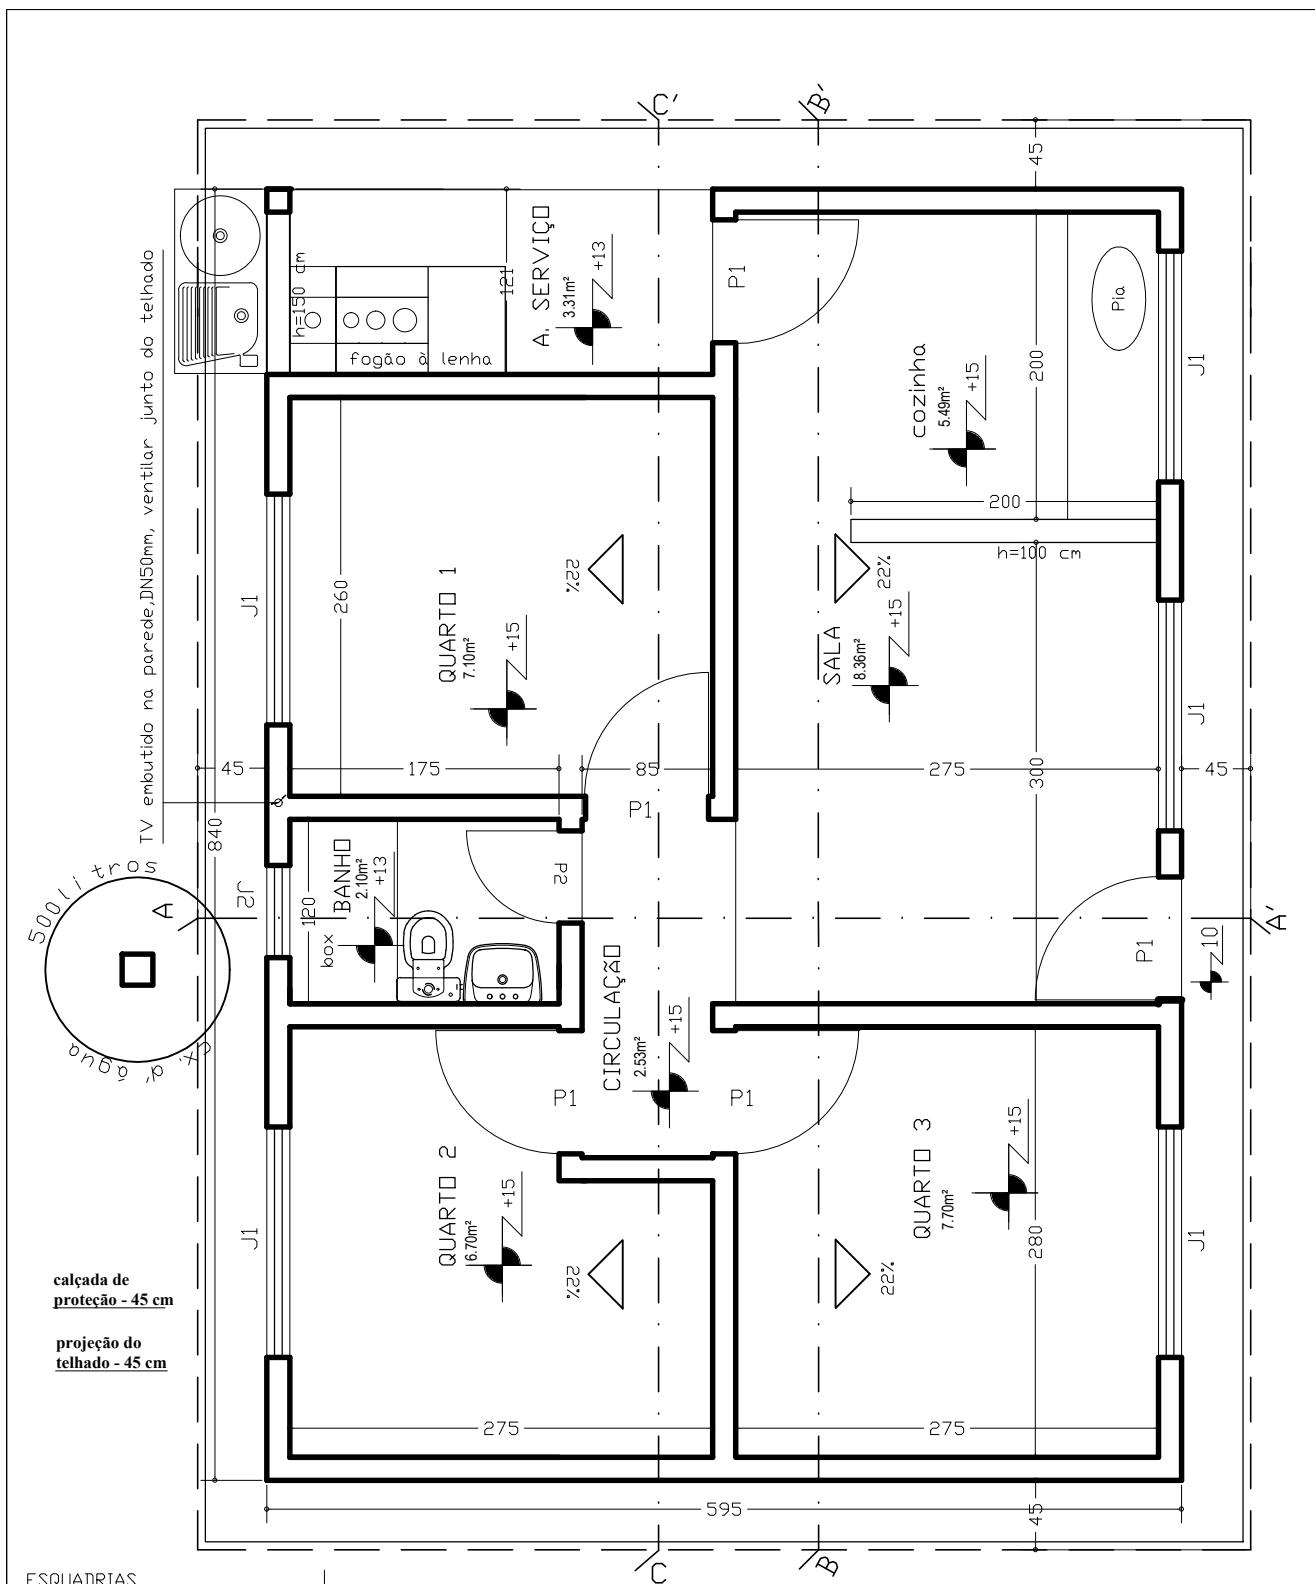 C'
B'
45
A. SERVIÇO
3.31m²
+13
121
h=150 cm
fogão à lenha
P1
Pia
J1
200
cozinha
5.49m²
+15
200
h=100 cm
TV embutido na parede,DN50mm, ventilar junto do telhado
J1
260
QUARTO 1
7.10m²
+15
22%
22%
SALA
8.36m²
+15
J1
45
175
85
275
300
45
840
P1
500litros
cx. d' água
A
J2
120
BANHO
2.10m²
+13
box
P2
CIRCULAÇÃO
2.53m²
+15
P1
10
A'
P1
P1
J1
QUARTO 2
6.70m²
+15
22%
22%
QUARTO 3
7.70m²
+15
280
J1
calçada de
proteção - 45 cm
projeção do
telhado - 45 cm
275
275
595
45
C
B
ESQUADRIAS